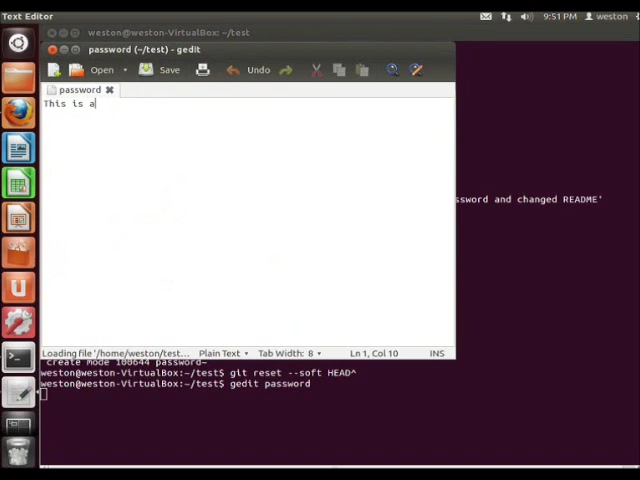 Text Editor
9:51 PM weston
weston@weston-VirtualBox: ~/test
password (~/test) - gedit
Open Save Undo
password
This is a
ssword and changed README'
Loading file '/home/weston/test... Plain Text Tab Width: 8 Ln 1, Col 10 INS
create mode 100644 password~
weston@weston-VirtualBox:~/test$ git reset --soft HEAD^
weston@weston-VirtualBox:~/test$ gedit password